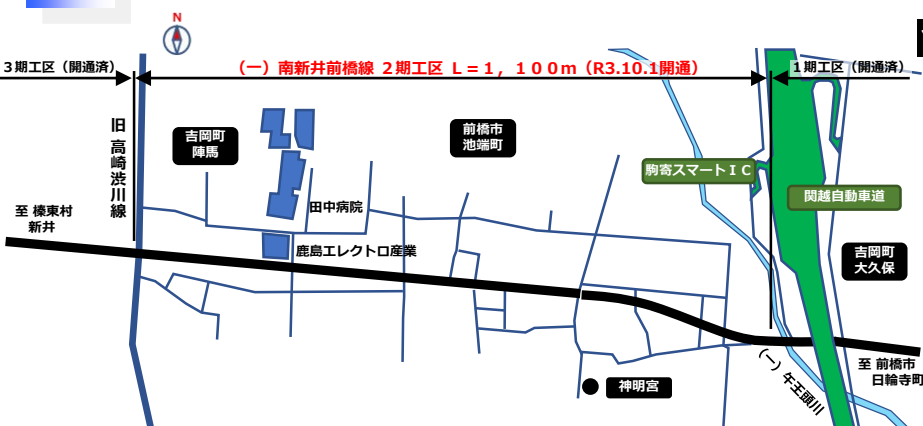 N
3期工区（開通済）
（一）南新井前橋線 2期工区 L＝1，100m（R3.10.1開通）
1期工区（開通済）
旧 高崎渋川線
吉岡町
陣馬
前橋市
池端町
駒寄スマートIC
関越自動車道
田中病院
至 榛東村
新井
鹿島エレクトロ産業
吉岡町
大久保
至 前橋市
日輪寺町
（一）午王頭川
神明宮